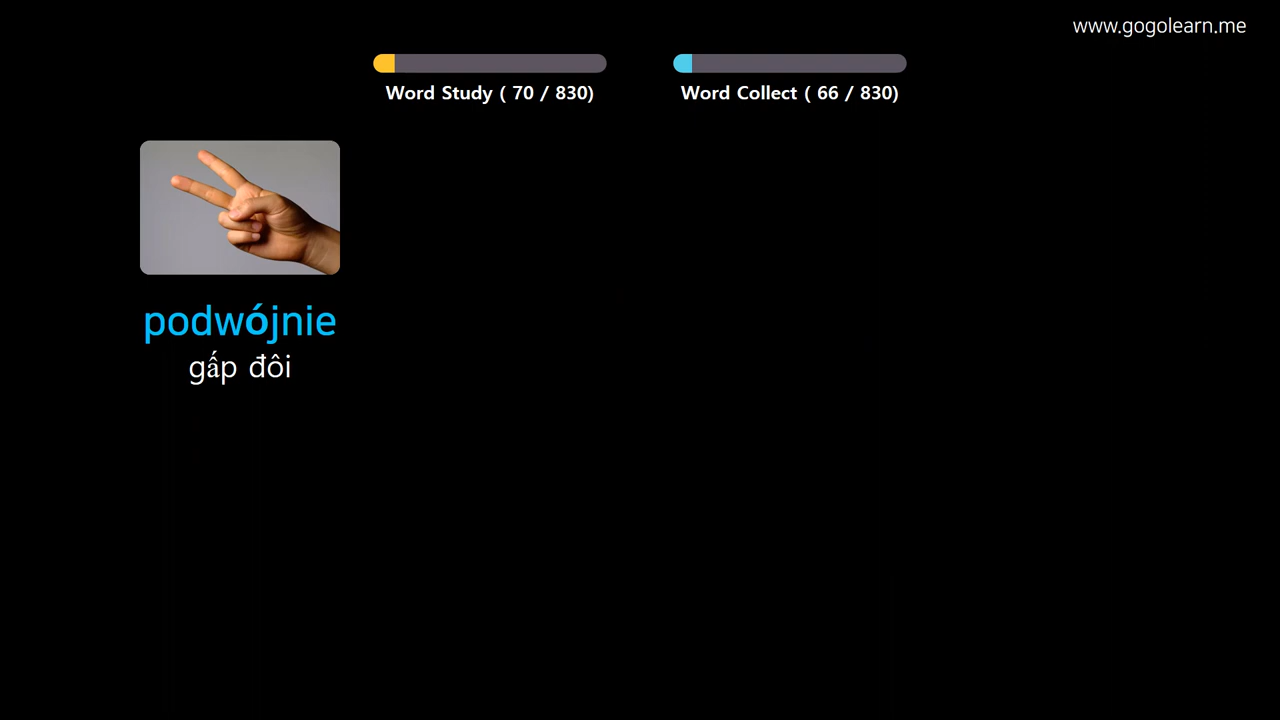 www.gogolearn.me
Word Study ( 70 / 830)
Word Collect ( 66 / 830)
podwójnie
gấp đôi